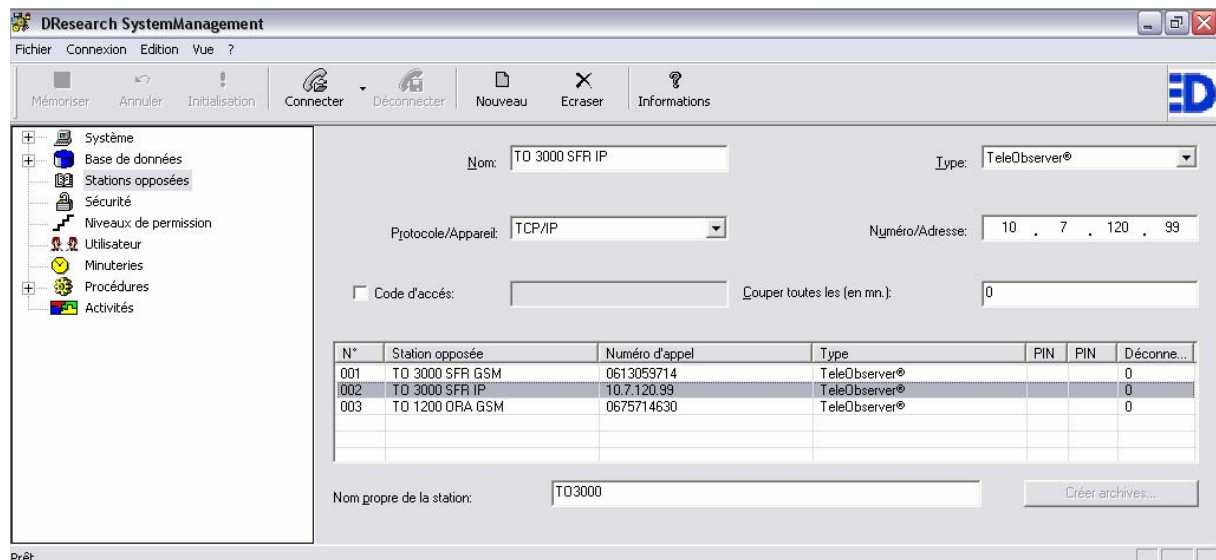 DResearch SystemManagement
Fichier Connexion Edition Vue ?
Mémoriser Annuler Initialisation Connecter Déconnecter Nouveau Ecraser Informations
Système
Base de données
Stations opposées
Sécurité
Niveaux de permission
Utilisateur
Minuteries
Procédures
Activités
Nom: TO 3000 SFR IP Type: TeleObserver®
Protocole/Appareil: TCP/IP Numéro/Adresse: 10 . 7 . 120 . 99
Code d'accés: Couper toutes les (en mn.): 0
N° Station opposée Numéro d'appel Type PIN PIN Déconne...
001 TO 3000 SFR GSM 0613059714 TeleObserver® 0
002 TO 3000 SFR IP 10.7.120.99 TeleObserver® 0
003 TO 1200 ORA GSM 0675714630 TeleObserver® 0
Nom propre de la station: TO3000 Créer archives...
Prêt